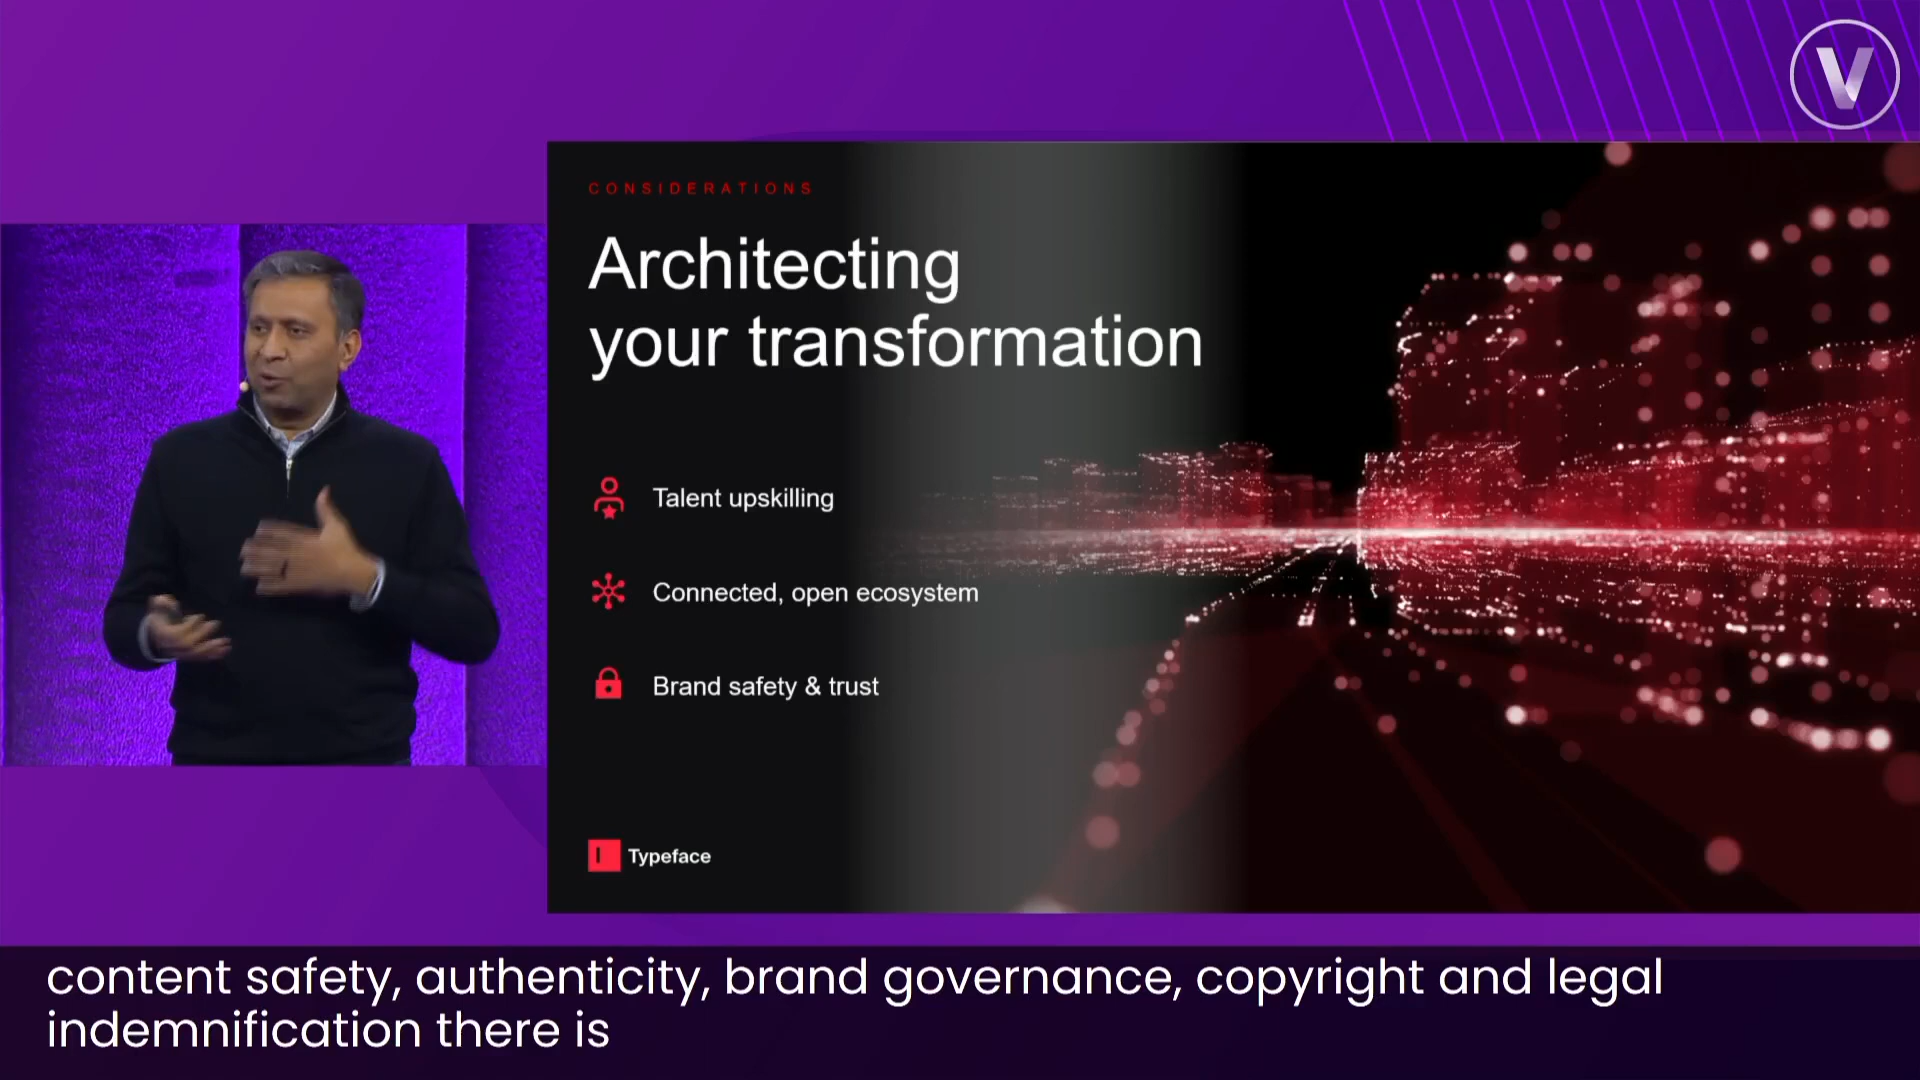 V
CONSIDERATIONS
Architecting
your transformation
Talent upskilling
Connected, open ecosystem
Brand safety & trust
Typeface
content safety, authenticity, brand governance, copyright and legal
indemnification there is